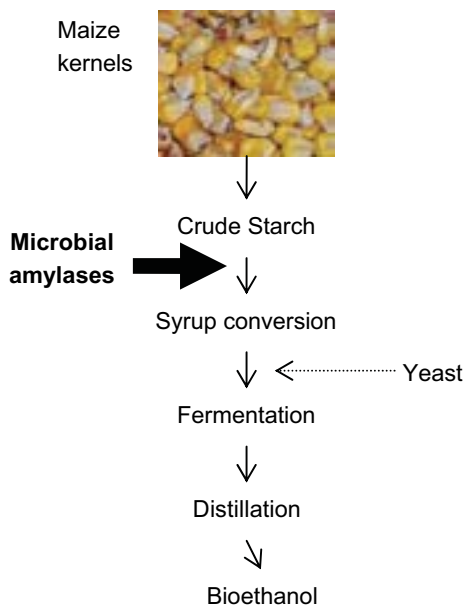 Maize
kernels
Crude Starch
Microbial
amylases
Syrup conversion
Yeast
Fermentation
Distillation
Bioethanol